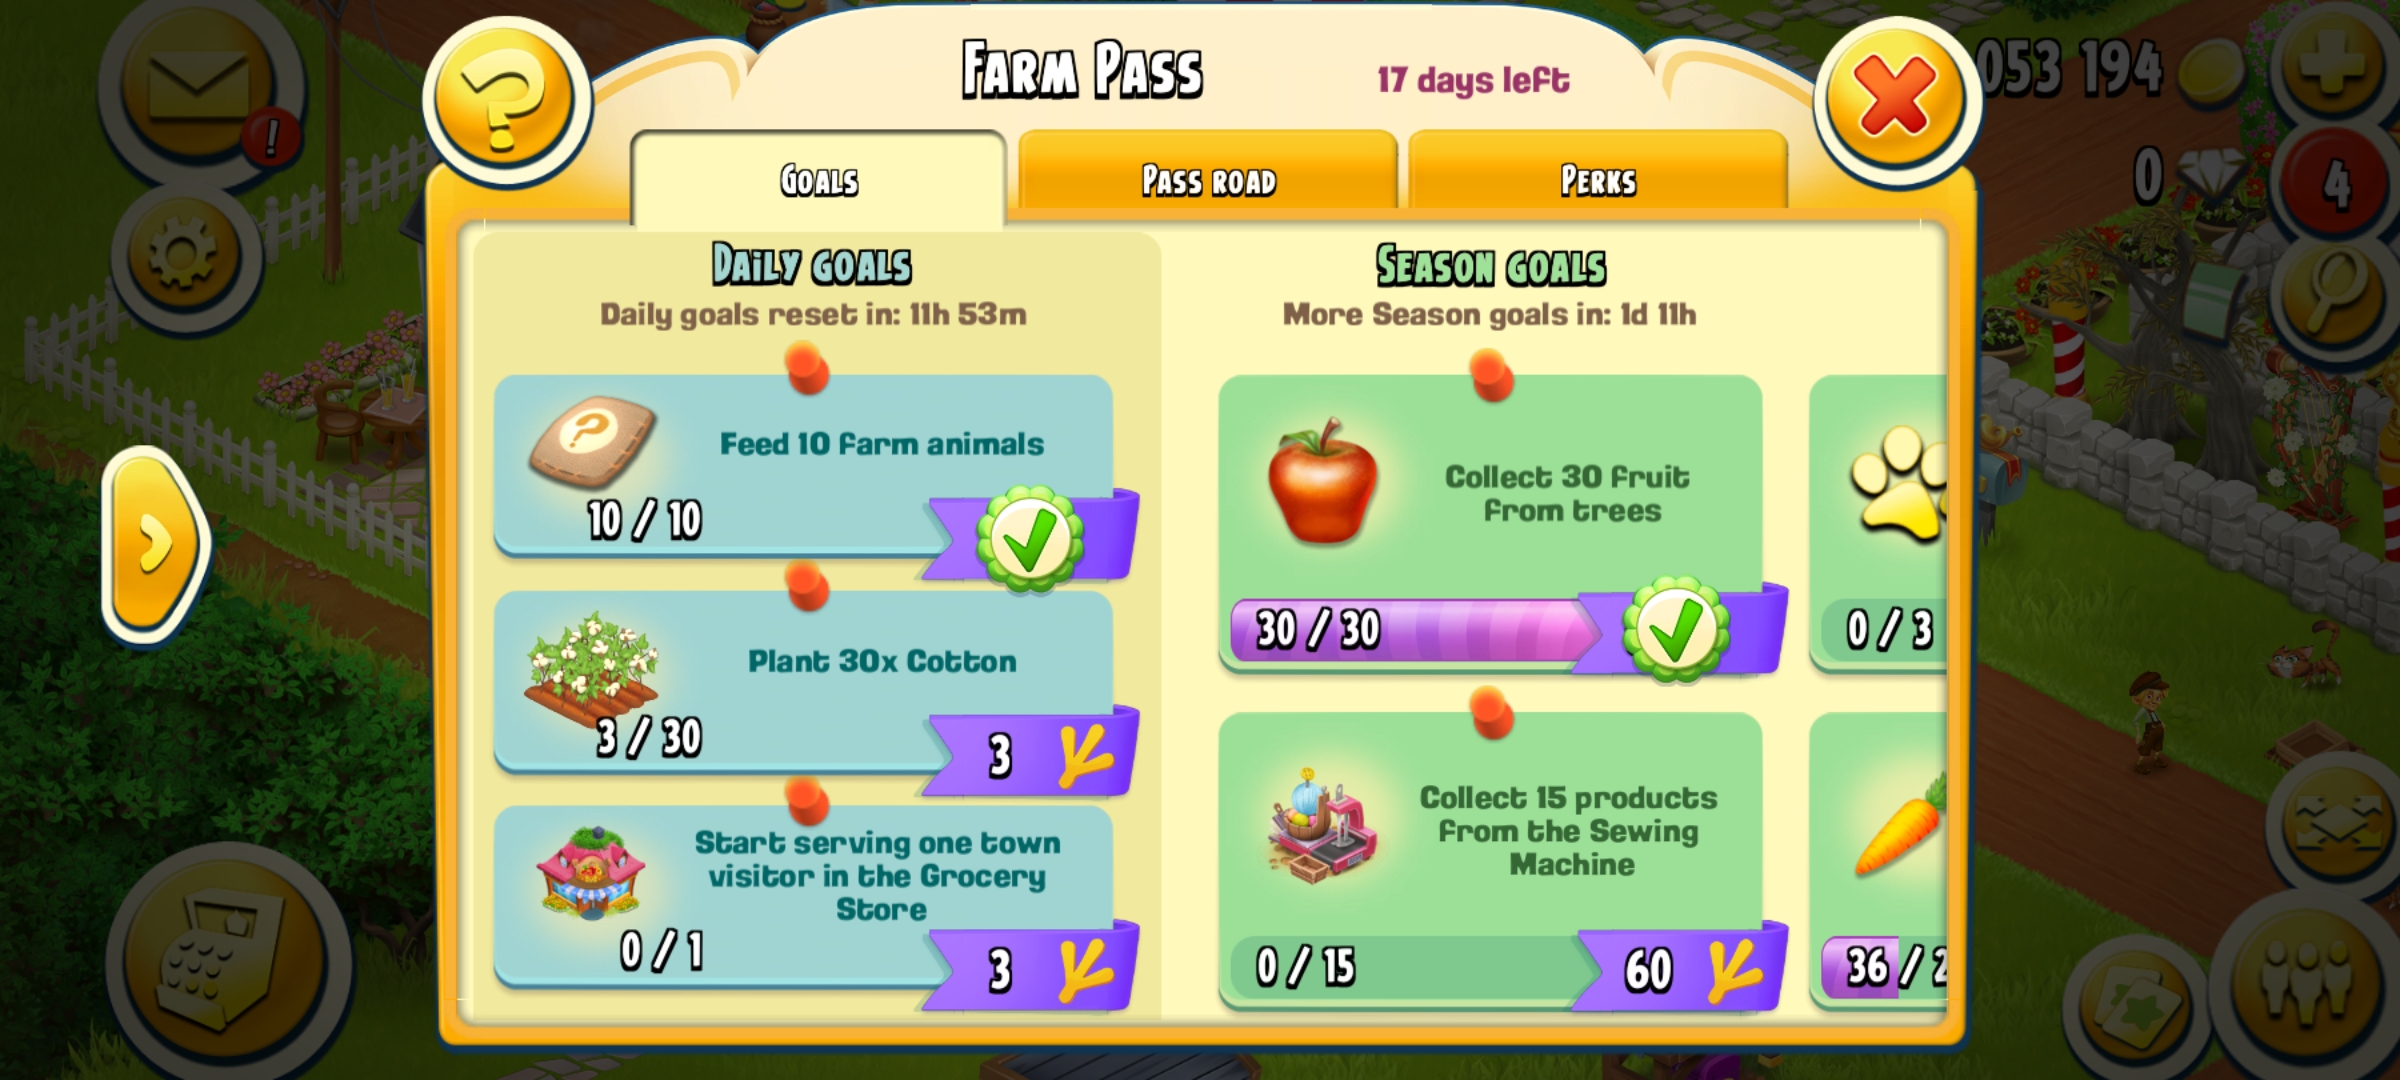 FARM PASS
17 days left
053 194
0
4
!
GOALS
PASS ROAD
PERKS
DAILY GOALS
Daily goals reset in: 11h 53m
?
Feed 10 farm animals
10 / 10
Plant 30x Cotton
3 / 30
3
Start serving one town
visitor in the Grocery
Store
0 / 1
3
SEASON GOALS
More Season goals in: 1d 11h
Collect 30 fruit
from trees
30 / 30
0 / 3
Collect 15 products
from the Sewing
Machine
0 / 15
60
36 / 2